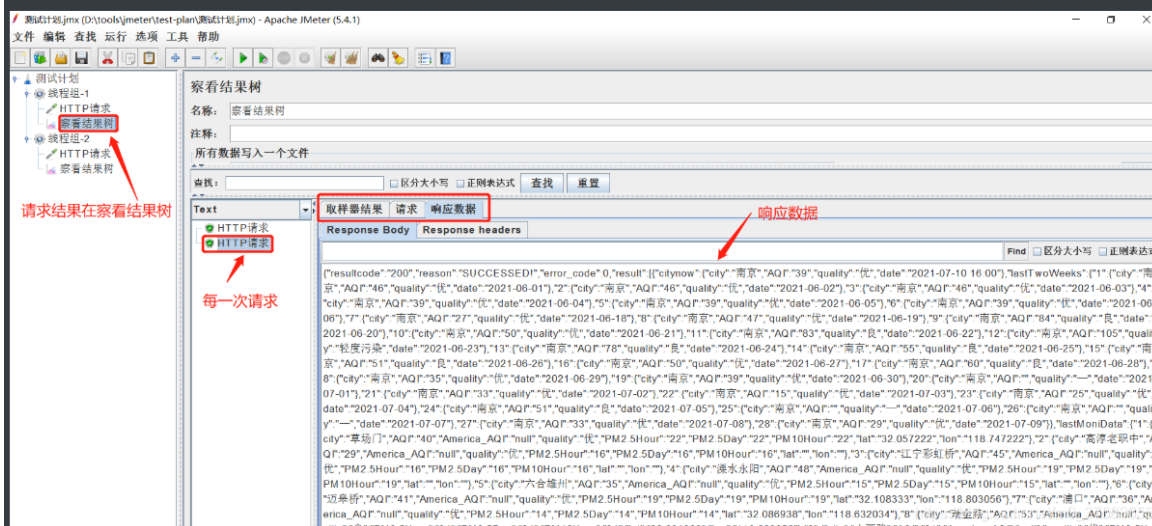 测试计划.jmx (D:\tools\jmeter\test-plan\测试计划.jmx) - Apache JMeter (5.4.1)
文件 编辑 查找 运行 选项 工具 帮助
测试计划
线程组-1
HTTP请求
察看结果树
线程组-2
HTTP请求
察看结果树
请求结果在察看结果树
察看结果树
名称: 察看结果树
注释:
所有数据写入一个文件
查找: 区分大小写 正则表达式 查找 重置
Text
HTTP请求
HTTP请求
每一次请求
取样器结果 请求 响应数据
响应数据
Response Body Response headers
Find 区分大小写 正则表达式
{"resultcode":"200","reason":"SUCCESSED!","error_code":0,"result":[{"citynow":{"city":"南京","AQI":"39","quality":"优","date":"2021-07-10 16:00"},"lastTwoWeeks":{"1":{"city":"南
京","AQI":"46","quality":"优","date":"2021-06-01"},"2":{"city":"南京","AQI":"46","quality":"优","date":"2021-06-02"},"3":{"city":"南京","AQI":"46","quality":"优","date":"2021-06-03"},"4":
"city":"南京","AQI":"39","quality":"优","date":"2021-06-04"},"5":{"city":"南京","AQI":"39","quality":"优","date":"2021-06-05"},"6":{"city":"南京","AQI":"39","quality":"优","date":"2021-
06"},"7":{"city":"南京","AQI":"27","quality":"优","date":"2021-06-18"},"8":{"city":"南京","AQI":"47","quality":"优","date":"2021-06-19"},"9":{"city":"南京","AQI":"84","quality":"良","date":
2021-06-20"},"10":{"city":"南京","AQI":"50","quality":"优","date":"2021-06-21"},"11":{"city":"南京","AQI":"83","quality":"良","date":"2021-06-22"},"12":{"city":"南京","AQI":"105","quali
y":"轻度污染","date":"2021-06-23"},"13":{"city":"南京","AQI":"78","quality":"良","date":"2021-06-24"},"14":{"city":"南京","AQI":"55","quality":"良","date":"2021-06-25"},"15":{"city":"南
京","AQI":"51","quality":"良","date":"2021-06-26"},"16":{"city":"南京","AQI":"50","quality":"优","date":"2021-06-27"},"17":{"city":"南京","AQI":"60","quality":"良","date":"2021-06-28"},"
8":{"city":"南京","AQI":"35","quality":"优","date":"2021-06-29"},"19":{"city":"南京","AQI":"39","quality":"优","date":"2021-06-30"},"20":{"city":"南京","AQI":"","quality":"—","date":"2021
07-01"},"21":{"city":"南京","AQI":"33","quality":"优","date":"2021-07-02"},"22":{"city":"南京","AQI":"15","quality":"优","date":"2021-07-03"},"23":{"city":"南京","AQI":"25","quality":"优",
date":"2021-07-04"},"24":{"city":"南京","AQI":"51","quality":"良","date":"2021-07-05"},"25":{"city":"南京","AQI":"","quality":"—","date":"2021-07-06"},"26":{"city":"南京","AQI":"","quali
y":"—","date":"2021-07-07"},"27":{"city":"南京","AQI":"33","quality":"优","date":"2021-07-08"},"28":{"city":"南京","AQI":"29","quality":"优","date":"2021-07-09"}},"lastMoniData":{"1":{
city":"草场门","AQI":"40","America_AQI":"null","quality":"优","PM2.5Hour":"22","PM2.5Day":"22","PM10Hour":"22","lat":"32.057222","lon":"118.747222"},"2":{"city":"高淳老职中","A
QI":"29","America_AQI":"null","quality":"优","PM2.5Hour":"16","PM2.5Day":"16","PM10Hour":"16","lat":"","lon":""},"3":{"city":"江宁彩虹桥","AQI":"45","America_AQI":"null","quality":
优","PM2.5Hour":"16","PM2.5Day":"16","PM10Hour":"16","lat":"","lon":""},"4":{"city":"溧水永阳","AQI":"48","America_AQI":"null","quality":"优","PM2.5Hour":"19","PM2.5Day":"19","
PM10Hour":"19","lat":"","lon":""},"5":{"city":"六合雄州","AQI":"35","America_AQI":"null","quality":"优","PM2.5Hour":"15","PM2.5Day":"15","PM10Hour":"15","lat":"","lon":""},"6":{"city
"迈皋桥","AQI":"41","America_AQI":"null","quality":"优","PM2.5Hour":"19","PM2.5Day":"19","PM10Hour":"19","lat":"32.108333","lon":"118.803056"},"7":{"city":"浦口","AQI":"36","Am
erica_AQI":"null","quality":"优","PM2.5Hour":"14","PM2.5Day":"14","PM10Hour":"14","lat":"32.086938","lon":"118.632034"},"8":{"city":"瑞金路","AQI":"53","America_AQI":"null","q